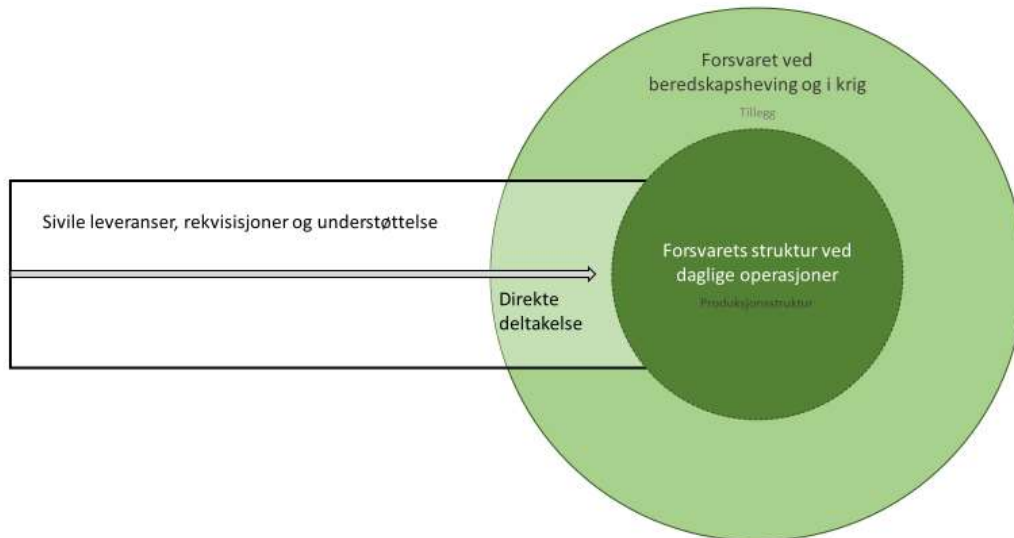 Forsvaret ved
beredskapsheving og i krig
Tillegg
Sivile leveranser, rekvisisjoner og understøttelse
Forsvarets struktur ved
daglige operasjoner
Produksjonsstruktur
Direkte
deltakelse